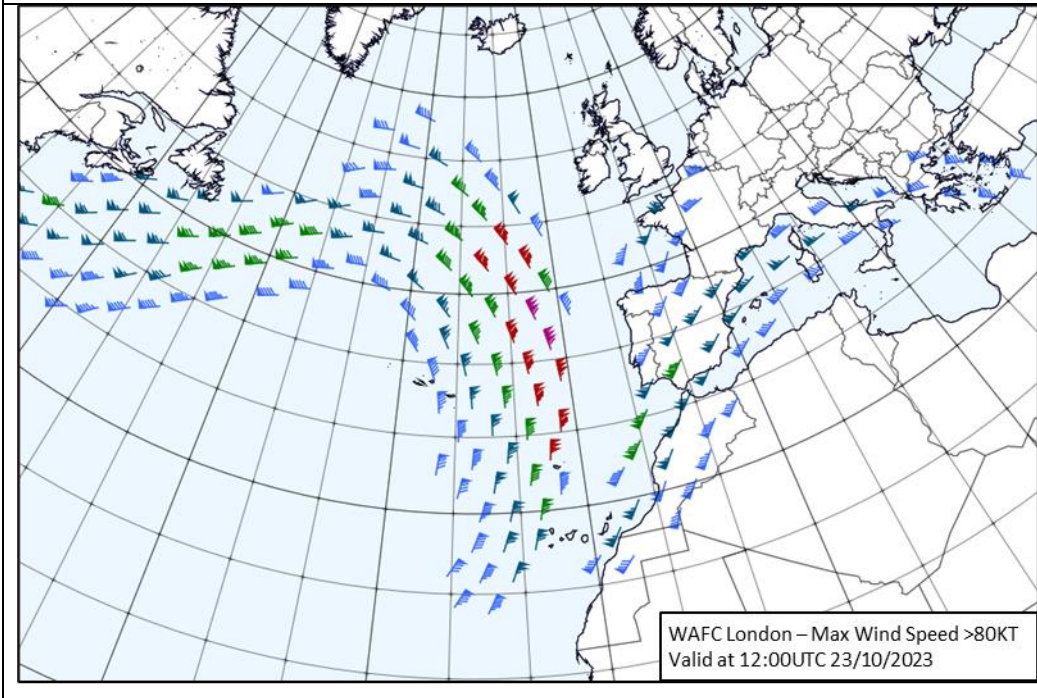 WAFC London – Max Wind Speed >80KT
Valid at 12:00UTC 23/10/2023